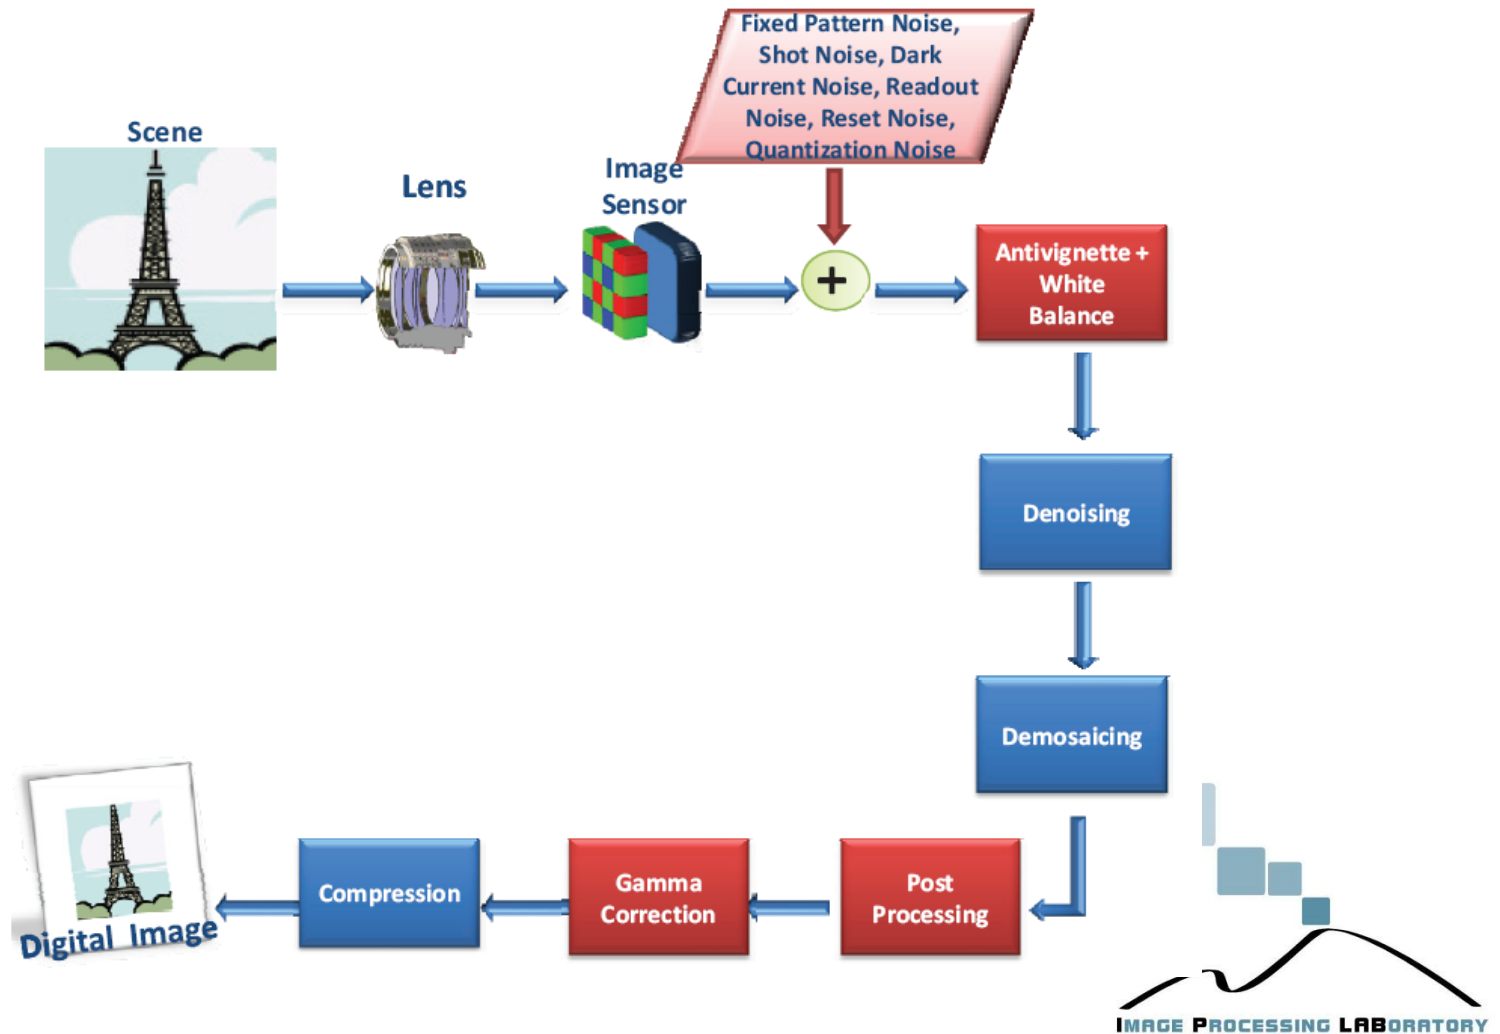 Fixed Pattern Noise,
Shot Noise, Dark
Current Noise, Readout
Noise, Reset Noise,
Quantization Noise
Scene
Lens
Image
Sensor
+
Antivignette +
White
Balance
Denoising
Demosaicing
Post
Processing
Gamma
Correction
Compression
Digital Image
IMAGE PROCESSING LABORATORY